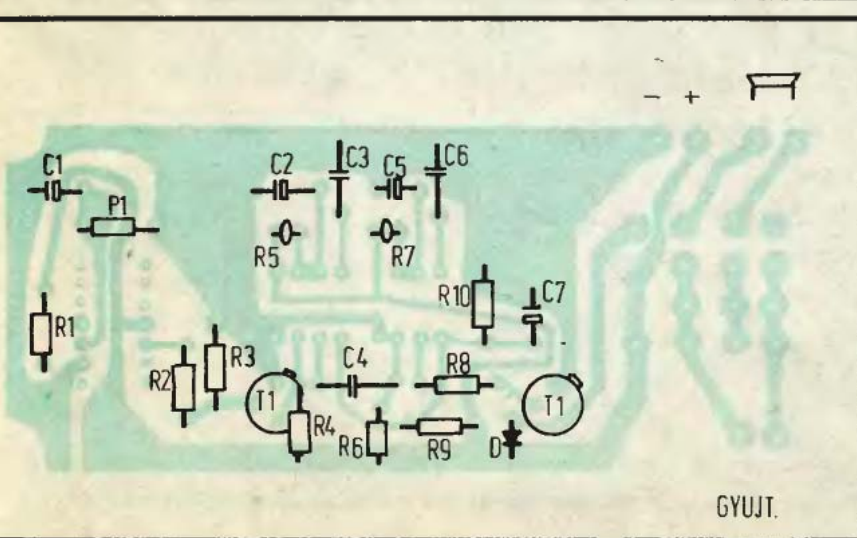 - +
C1
C2
C3
C5
C6
P1
R5
R7
R10
C7
R1
R2
R3
C4
R8
T1
T1
R4
R6
R9
D
GYUJT.